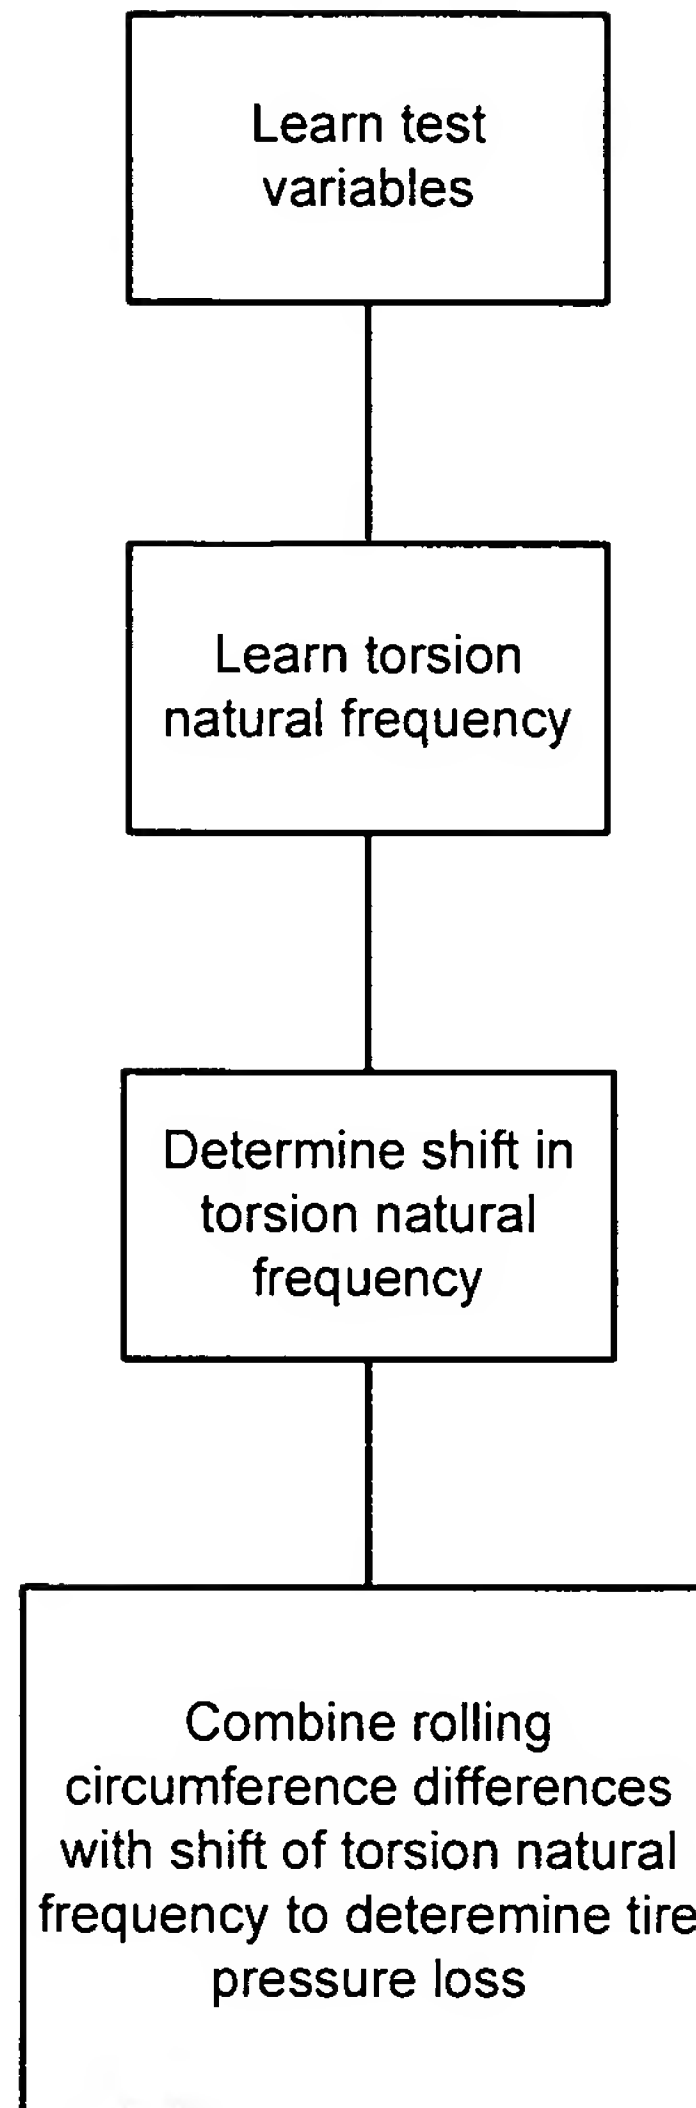 Learn test
variables
Learn torsion
natural frequency
Determine shift in
torsion natural
frequency
Combine rolling
circumference differences
with shift of torsion natural
frequency to deteremine tire
pressure loss